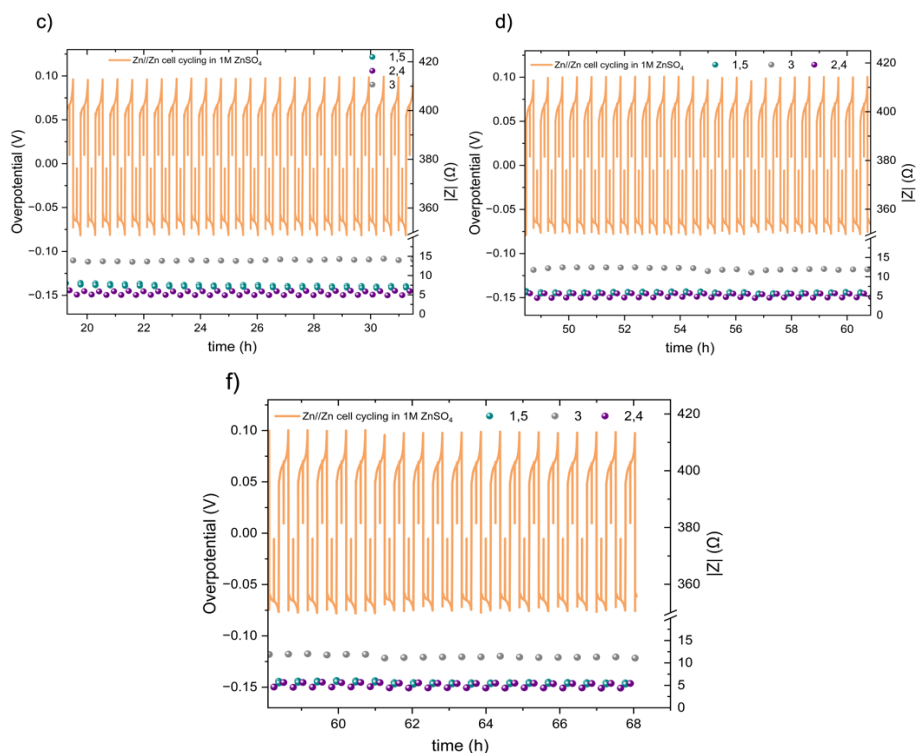 c)
Zn//Zn cell cycling in 1M ZnSO₄
1,5
2,4
3
0.10
0.05
0.00
−0.05
−0.10
−0.15
Overpotential (V)
420
400
380
360
15
10
5
0
|Z| (Ω)
20 22 24 26 28 30
time (h)
d)
Zn//Zn cell cycling in 1M ZnSO₄ 1,5 3 2,4
0.10
0.05
0.00
−0.05
−0.10
−0.15
Overpotential (V)
420
400
380
360
15
10
5
0
|Z| (Ω)
50 52 54 56 58 60
time (h)
f)
Zn//Zn cell cycling in 1M ZnSO₄ 1,5 3 2,4
0.10
0.05
0.00
−0.05
−0.10
−0.15
Overpotential (V)
420
400
380
360
15
10
5
0
|Z| (Ω)
60 62 64 66 68
time (h)